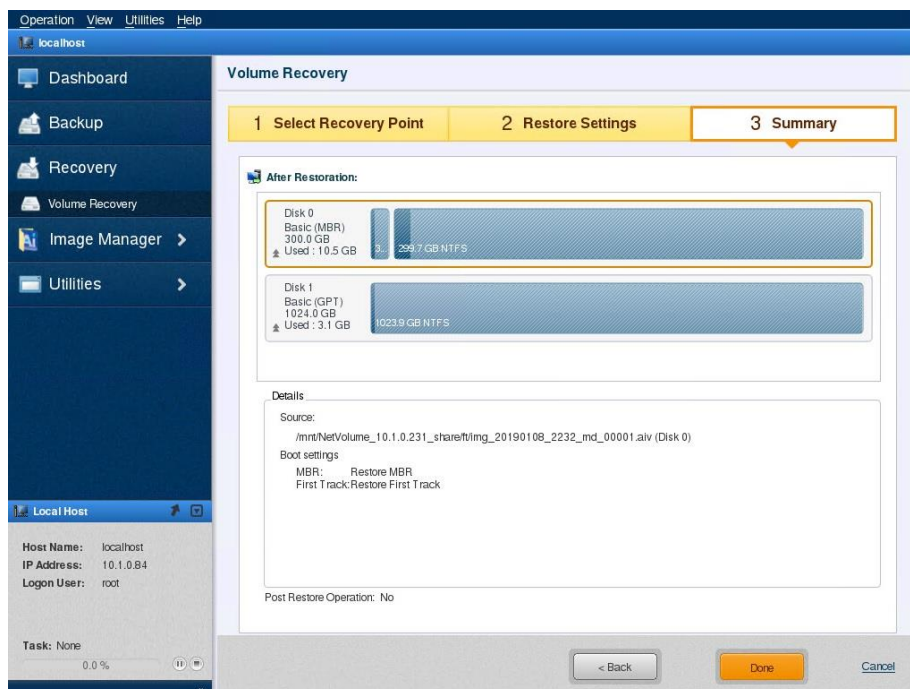 Operation View Utilities Help
localhost
Dashboard
Backup
Recovery
Volume Recovery
Image Manager
Utilities
Local Host
Host Name: localhost
IP Address: 10.1.0.84
Logon User: root
Task: None
0.0 %
Volume Recovery
1 Select Recovery Point
2 Restore Settings
3 Summary
After Restoration:
Disk 0
Basic (MBR)
300.0 GB
Used : 10.5 GB
3...
299.7 GB NTFS
Disk 1
Basic (GPT)
1024.0 GB
Used : 3.1 GB
1023.9 GB NTFS
Details
Source:
/mnt/NetVolume_10.1.0.231_share/ft/img_20190108_2232_md_00001.aiv (Disk 0)
Boot settings
MBR: Restore MBR
First Track:Restore First Track
Post Restore Operation: No
< Back
Done
Cancel